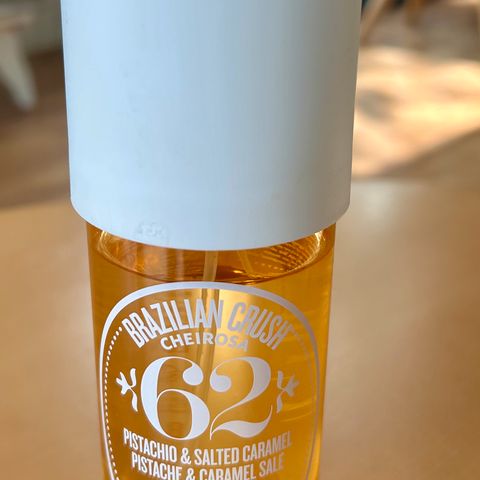 BRAZILIAN CRUSH
CHEIROSA
62
PISTACHIO & SALTED CARAMEL
PISTACHE & CARAMEL SALÉ